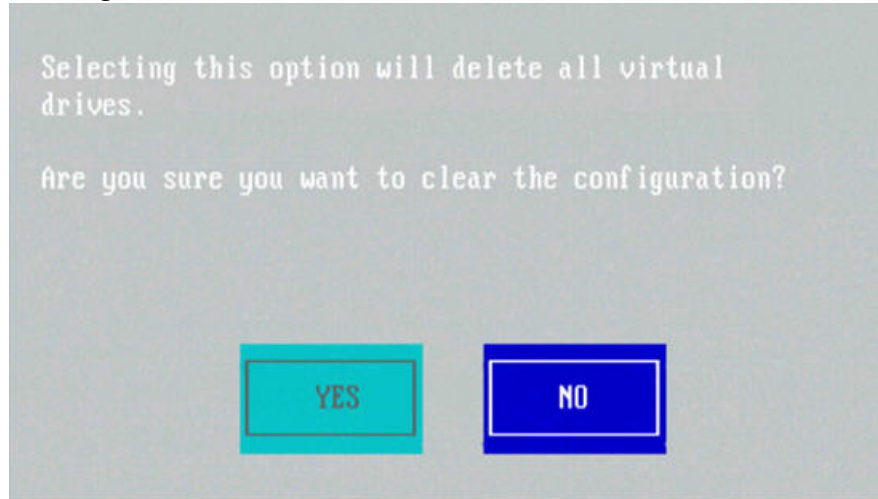 Selecting this option will delete all virtual
drives.
Are you sure you want to clear the configuration?
YES
NO